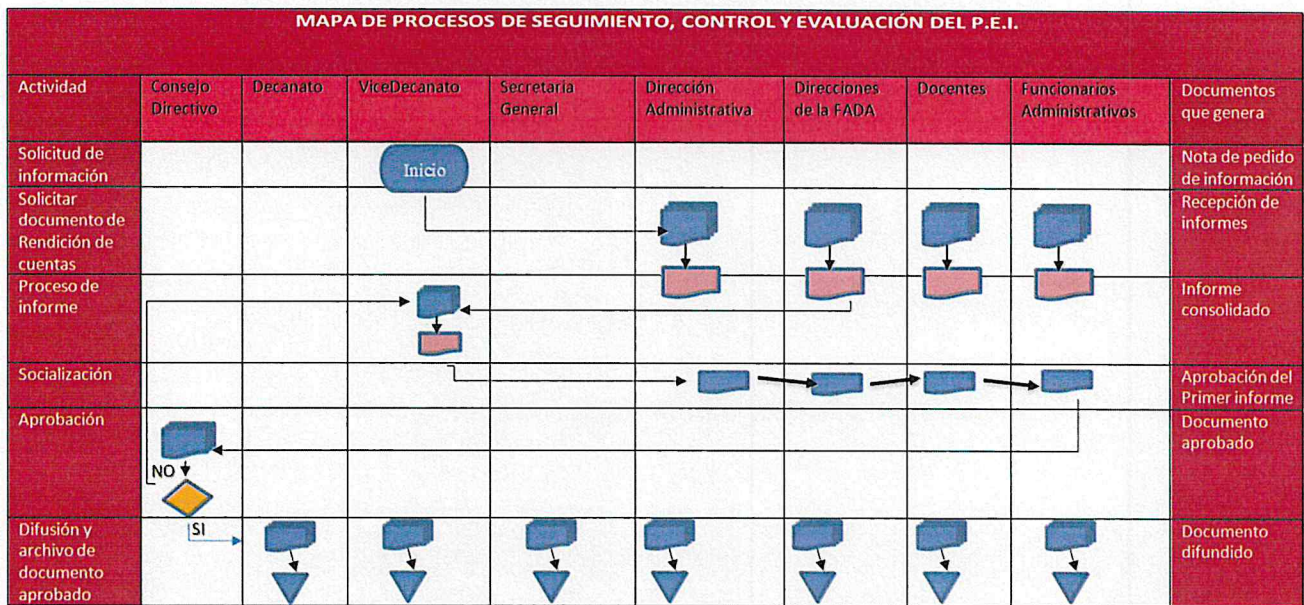 MAPA DE PROCESOS DE SEGUIMIENTO, CONTROL Y EVALUACIÓN DEL P.E.I.
Actividad
Consejo
Directivo
Decanato
ViceDecanato
Secretaria
General
Dirección
Administrativa
Direcciones
de la FADA
Docentes
Funcionarios
Administrativos
Documentos
que genera
Solicitud de
información
Inicio
Nota de pedido
de información
Solicitar
documento de
Rendición de
cuentas
Recepción de
informes
Proceso de
informe
Informe
consolidado
Socialización
Aprobación del
Primer informe
Aprobación
NO
Documento
aprobado
Difusión y
archivo de
documento
aprobado
SI
Documento
difundido